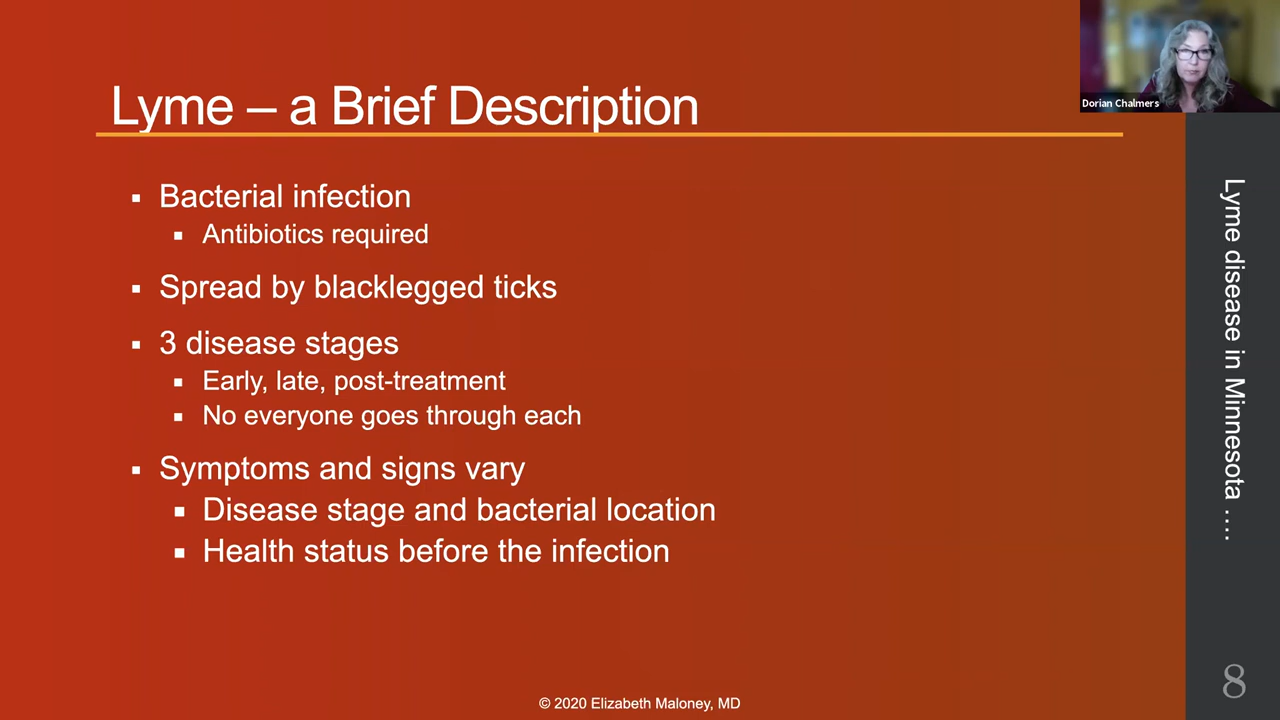 Lyme – a Brief Description
Dorian Chalmers
Bacterial infection
Antibiotics required
Spread by blacklegged ticks
3 disease stages
Early, late, post-treatment
No everyone goes through each
Symptoms and signs vary
Disease stage and bacterial location
Health status before the infection
Lyme disease in Minnesota ....
8
© 2020 Elizabeth Maloney, MD